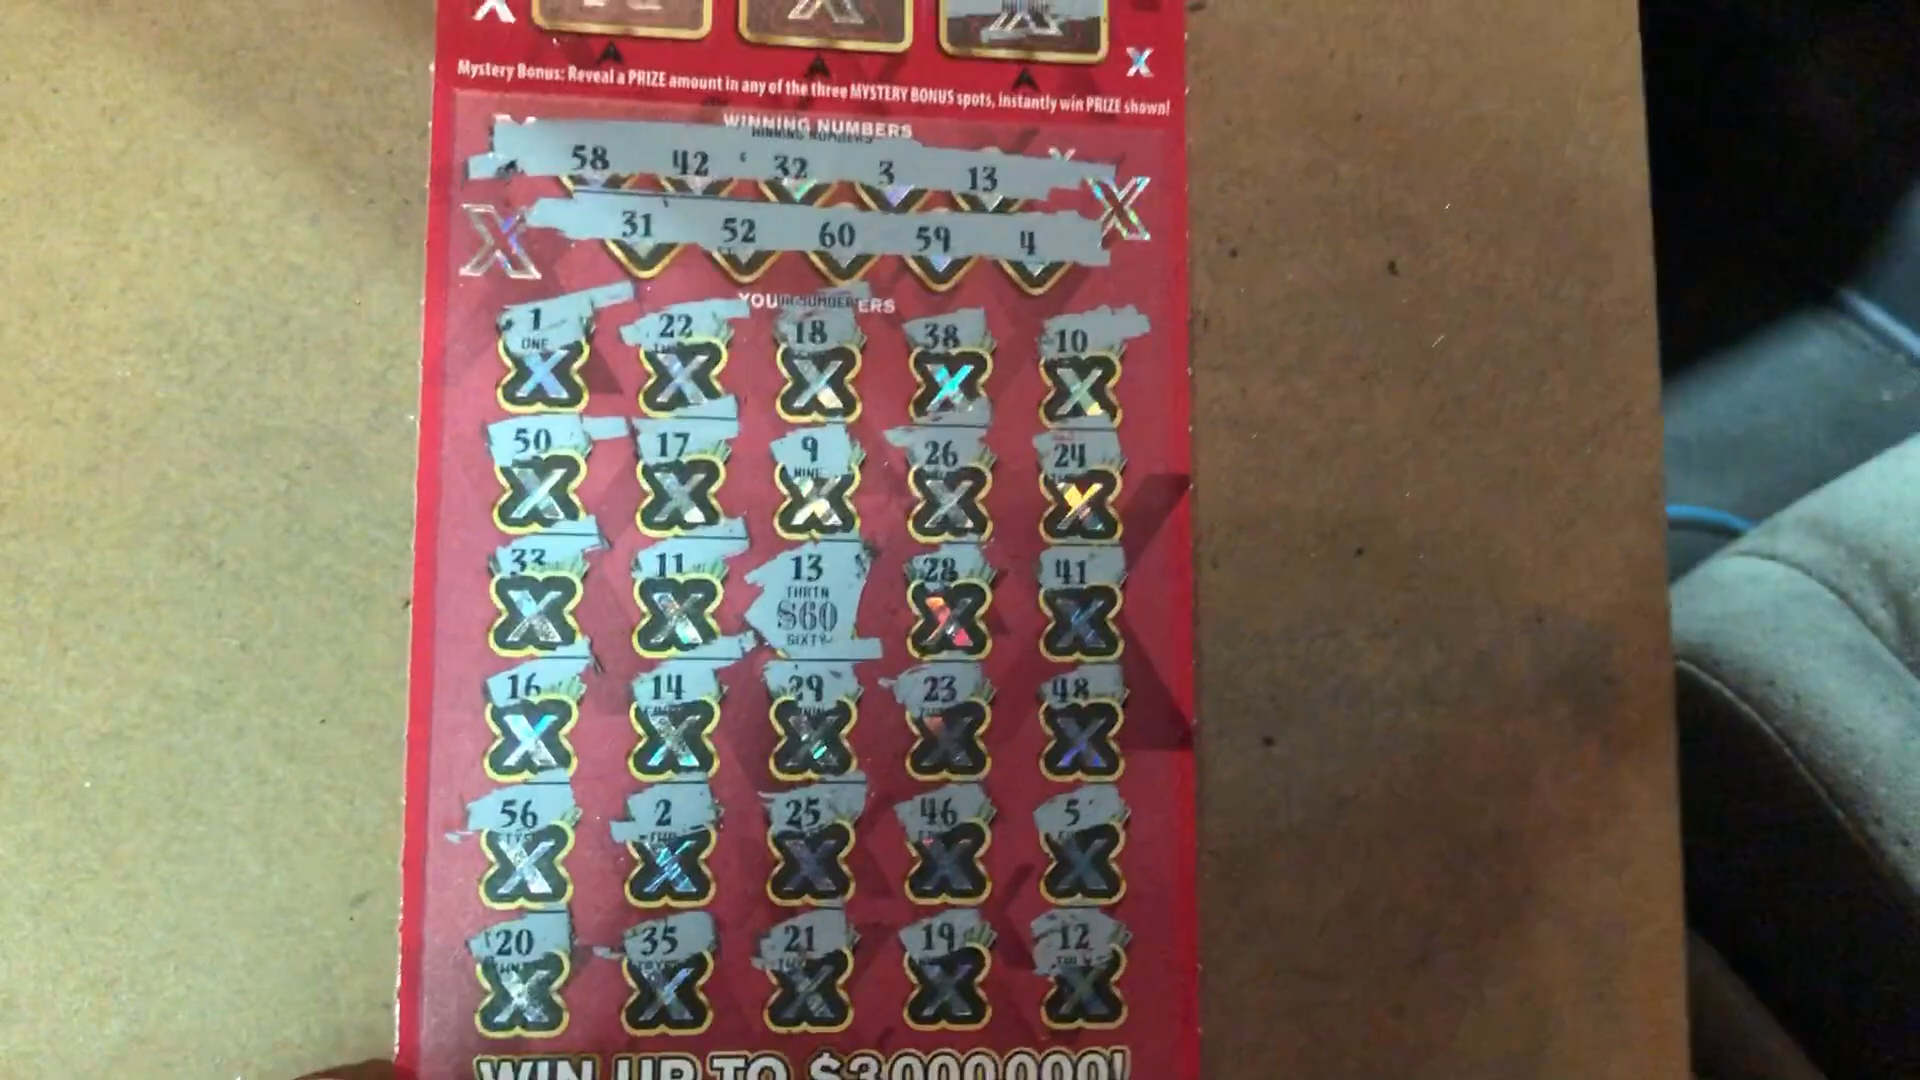 Mystery Bonus: Reveal a PRIZE amount in any of the three MYSTERY BONUS spots, instantly win PRIZE shown!
WINNING NUMBERS
WINNING NUMBERS
58 42 32 3 13
31 52 60 59 4
YOUR NUMBERS
1 22 18 38 10
ONE
X X X X X
50 17 9 26 24
NINE
X X X X X
33 11 13 28 41
THRTN
X X $60 X X
SIXTY
16 14 29 23 48
X X X X X
56 2 25 46 5
X X X X X
20 35 21 19 12
X X X X X
WIN UP TO $3,000,000!